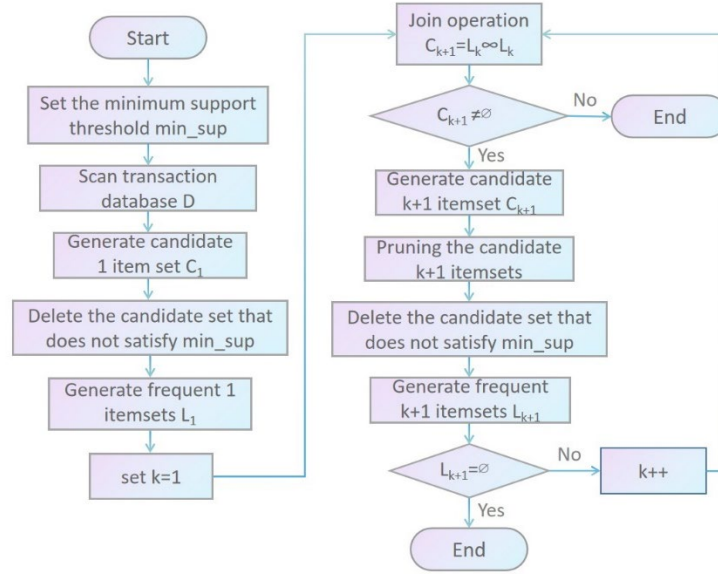 Start
Set the minimum support
threshold min_sup
Scan transaction
database D
Generate candidate
1 item set C₁
Delete the candidate set that
does not satisfy min_sup
Generate frequent 1
itemsets L₁
set k=1
Join operation
Cₖ₊₁=Lₖ∞Lₖ
Cₖ₊₁≠∅
No
End
Yes
Generate candidate
k+1 itemset Cₖ₊₁
Pruning the candidate
k+1 itemsets
Delete the candidate set that
does not satisfy min_sup
Generate frequent
k+1 itemsets Lₖ₊₁
Lₖ₊₁=∅
No
k++
Yes
End